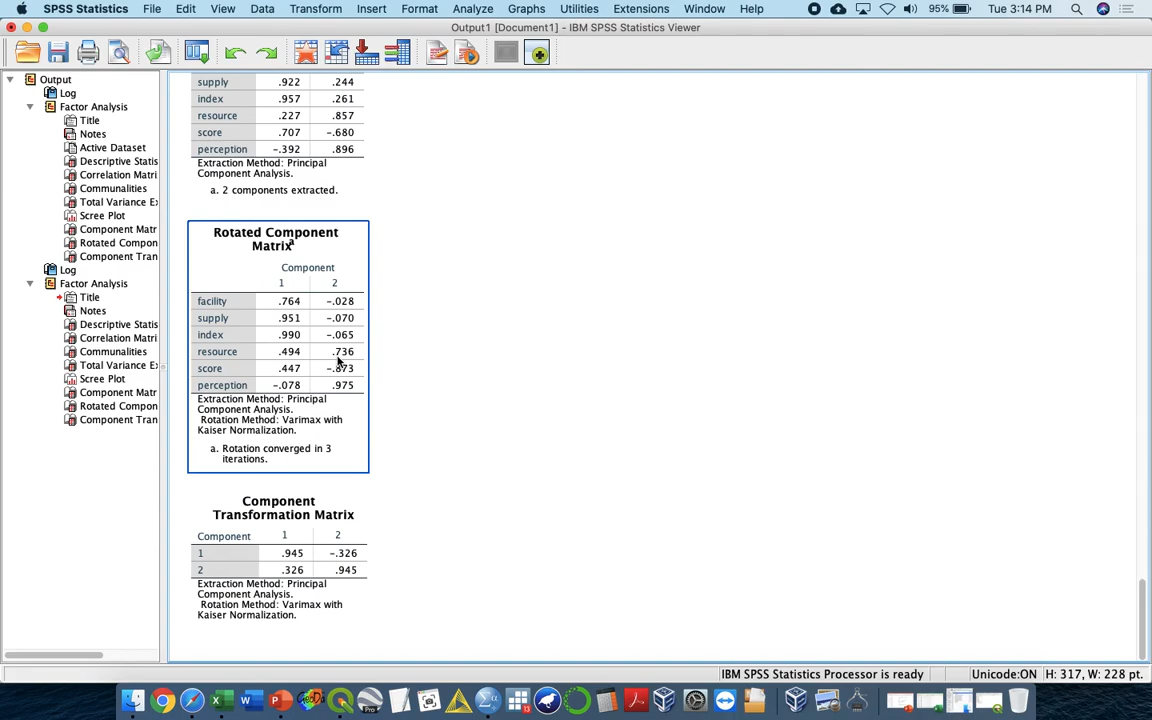 SPSS Statistics File Edit View Data Transform Insert Format Analyze Graphs Utilities Extensions Window Help 95% Tue 3:14 PM
Output1 [Document1] - IBM SPSS Statistics Viewer
Output
Log
Factor Analysis
Title
Notes
Active Dataset
Descriptive Statis
Correlation Matri
Communalities
Total Variance Ex
Scree Plot
Component Matr
Rotated Compon
Component Tran
Log
Factor Analysis
Title
Notes
Descriptive Statis
Correlation Matri
Communalities
Total Variance Ex
Scree Plot
Component Matr
Rotated Compon
Component Tran
supply .922 .244
index .957 .261
resource .227 .857
score .707 -.680
perception -.392 .896
Extraction Method: Principal
Component Analysis.
a. 2 components extracted.
Rotated Component
Matrixa
Component
1 2
facility .764 -.028
supply .951 -.070
index .990 -.065
resource .494 .736
score .447 -.873
perception -.078 .975
Extraction Method: Principal
Component Analysis.
Rotation Method: Varimax with
Kaiser Normalization.
a. Rotation converged in 3
iterations.
Component
Transformation Matrix
Component 1 2
1 .945 -.326
2 .326 .945
Extraction Method: Principal
Component Analysis.
Rotation Method: Varimax with
Kaiser Normalization.
IBM SPSS Statistics Processor is ready Unicode:ON H: 317, W: 228 pt.